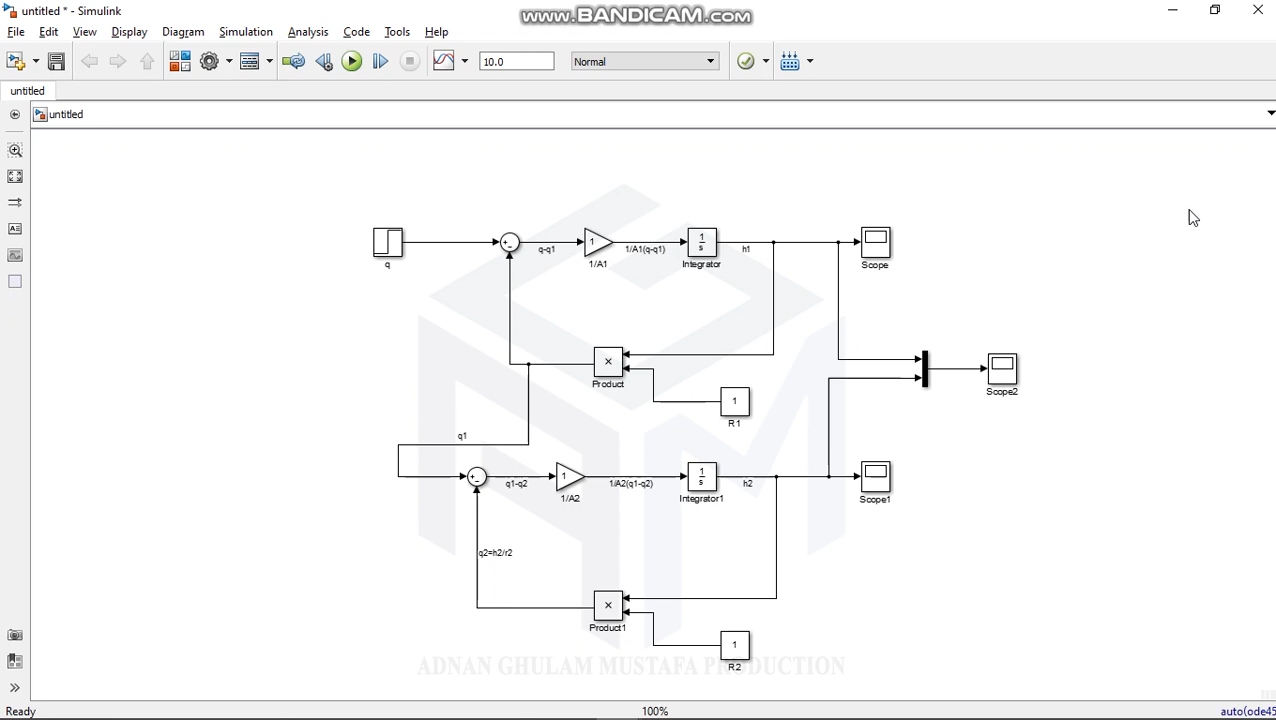 untitled * - Simulink
www.BANDICAM.com
File Edit View Display Diagram Simulation Analysis Code Tools Help
10.0 Normal
untitled
untitled
q
+
-
q-q1
1
1/A1
1/A1(q-q1)
1
s
Integrator
h1
Scope
×
Product
1
R1
Scope2
q1
+
-
q1-q2
1
1/A2
1/A2(q1-q2)
1
s
Integrator1
h2
Scope1
q2=h2/r2
×
Product1
1
R2
ADNAN GHULAM MUSTAFA PRODUCTION
Ready 100% auto(ode45